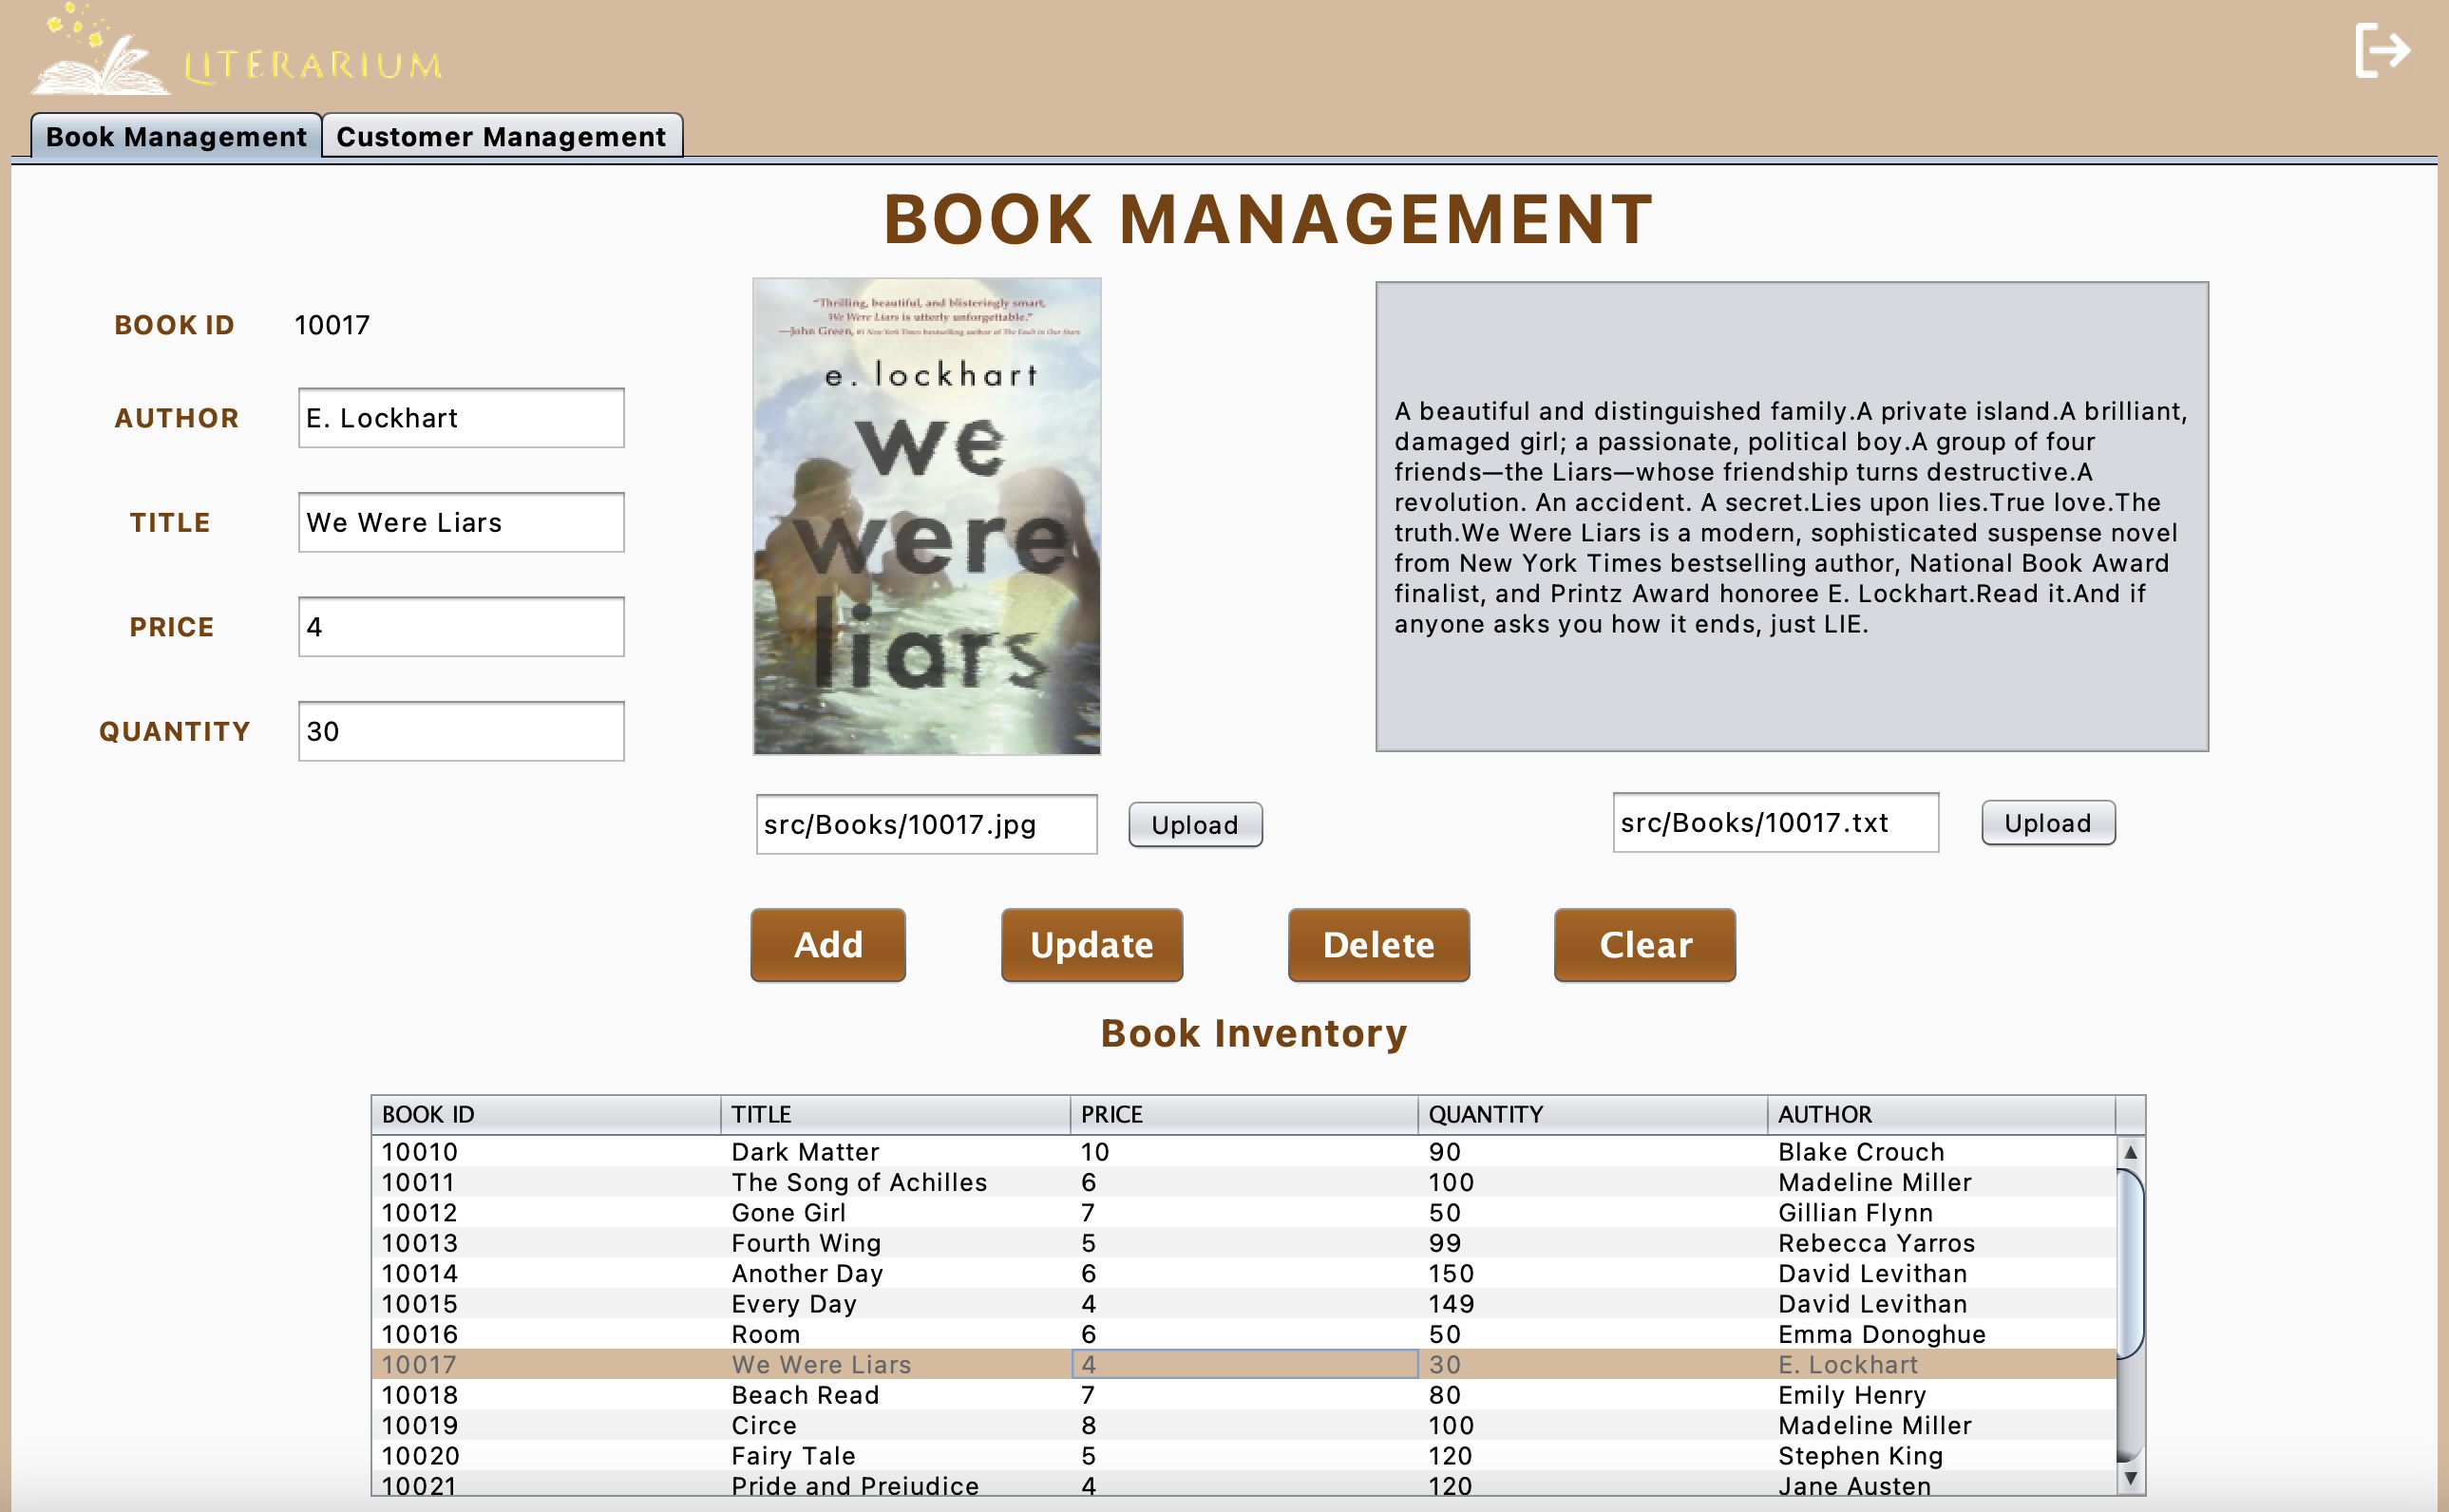 LITERARIUM
Book Management
Customer Management
BOOK MANAGEMENT
BOOK ID 10017
AUTHOR E. Lockhart
TITLE We Were Liars
PRICE 4
QUANTITY 30
“Thrilling, beautiful, and blisteringly smart,
We Were Liars is utterly unforgettable.”
—John Green, #1 New York Times bestselling author of The Fault in Our Stars
e. lockhart
we
were
liars
A beautiful and distinguished family.A private island.A brilliant,
damaged girl; a passionate, political boy.A group of four
friends—the Liars—whose friendship turns destructive.A
revolution. An accident. A secret.Lies upon lies.True love.The
truth.We Were Liars is a modern, sophisticated suspense novel
from New York Times bestselling author, National Book Award
finalist, and Printz Award honoree E. Lockhart.Read it.And if
anyone asks you how it ends, just LIE.
src/Books/10017.jpg Upload
src/Books/10017.txt Upload
Add Update Delete Clear
Book Inventory
BOOK ID TITLE PRICE QUANTITY AUTHOR
10010 Dark Matter 10 90 Blake Crouch
10011 The Song of Achilles 6 100 Madeline Miller
10012 Gone Girl 7 50 Gillian Flynn
10013 Fourth Wing 5 99 Rebecca Yarros
10014 Another Day 6 150 David Levithan
10015 Every Day 4 149 David Levithan
10016 Room 6 50 Emma Donoghue
10017 We Were Liars 4 30 E. Lockhart
10018 Beach Read 7 80 Emily Henry
10019 Circe 8 100 Madeline Miller
10020 Fairy Tale 5 120 Stephen King
10021 Pride and Prejudice 4 120 Jane Austen